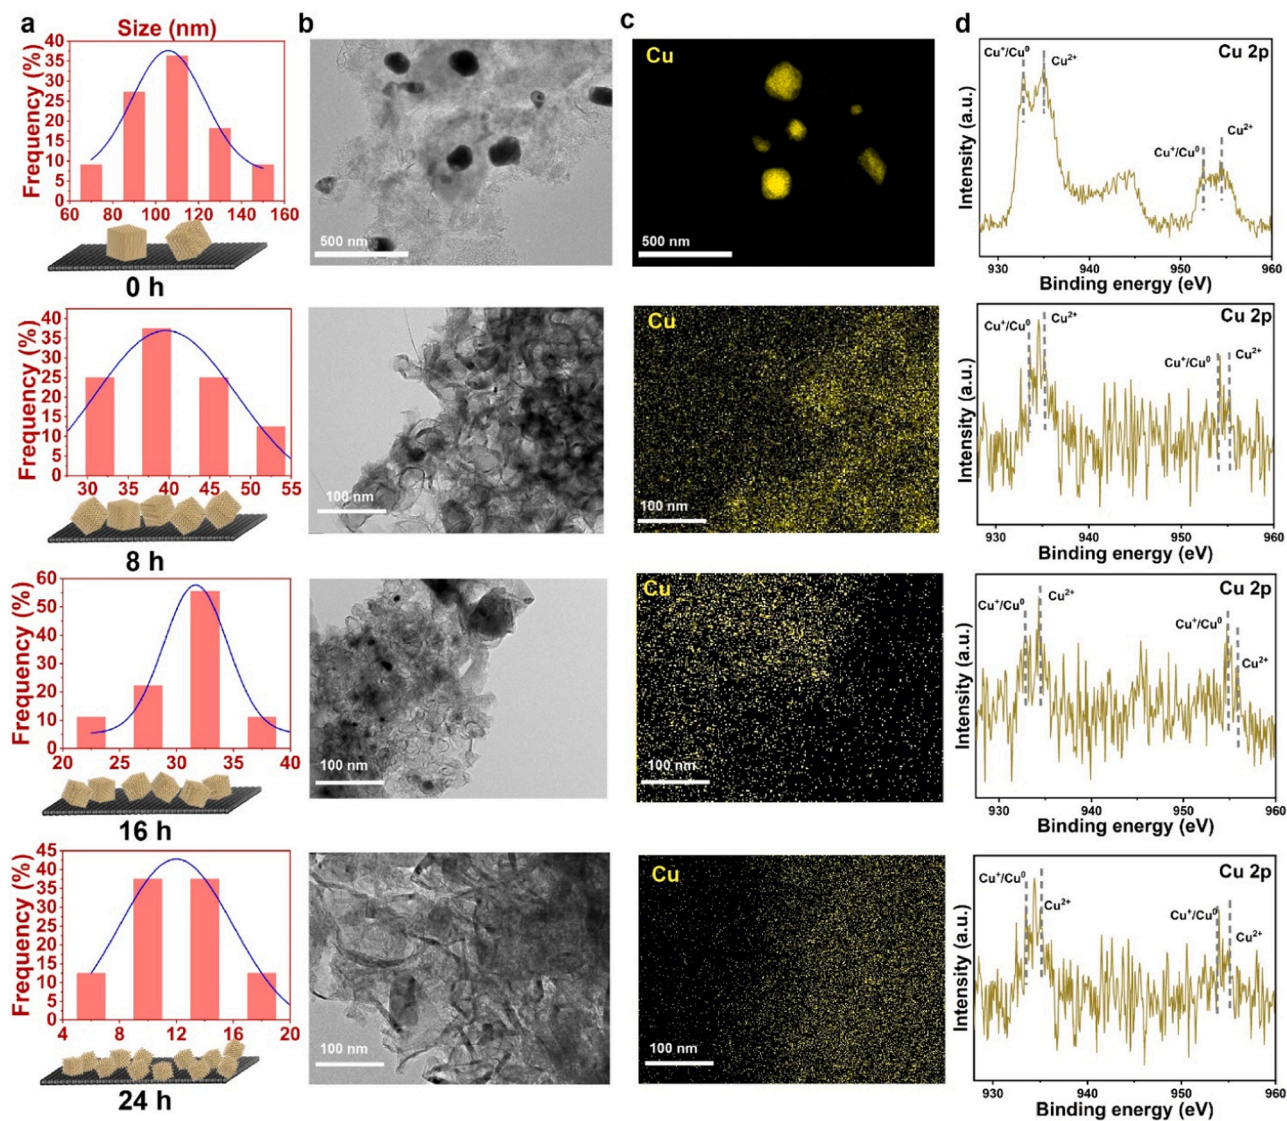 a
Size (nm)
Frequency (%)
40
35
30
25
20
15
10
5
0
60 80 100 120 140 160
0 h
b
500 nm
c
Cu
500 nm
d
Cu 2p
Cu⁺/Cu⁰
Cu²⁺
Cu⁺/Cu⁰
Cu²⁺
Intensity (a.u.)
930 940 950 960
Binding energy (eV)
Frequency (%)
40
35
30
25
20
15
10
5
0
30 35 40 45 50 55
8 h
100 nm
Cu
100 nm
Cu 2p
Cu⁺/Cu⁰
Cu²⁺
Cu⁺/Cu⁰
Cu²⁺
Intensity (a.u.)
930 940 950 960
Binding energy (eV)
Frequency (%)
60
50
40
30
20
10
0
20 25 30 35 40
16 h
100 nm
Cu
100 nm
Cu 2p
Cu⁺/Cu⁰
Cu²⁺
Cu⁺/Cu⁰
Cu²⁺
Intensity (a.u.)
930 940 950 960
Binding energy (eV)
Frequency (%)
45
40
35
30
25
20
15
10
5
0
4 8 12 16 20
24 h
100 nm
Cu
100 nm
Cu 2p
Cu⁺/Cu⁰
Cu²⁺
Cu⁺/Cu⁰
Cu²⁺
Intensity (a.u.)
930 940 950 960
Binding energy (eV)